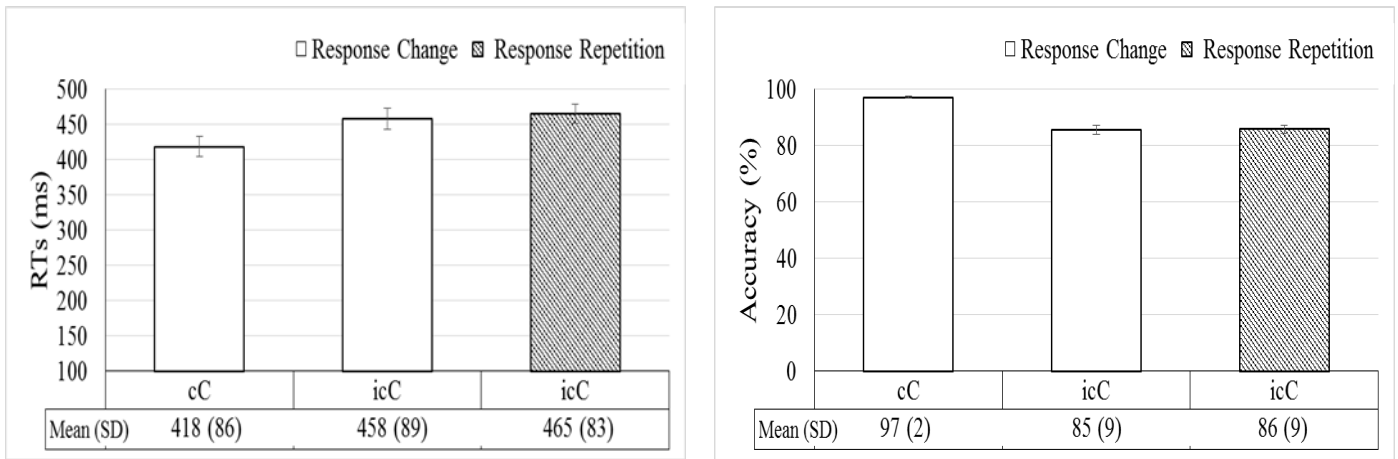 Response Change Response Repetition
RTs (ms)
500
450
400
350
300
250
200
150
100
cC icC icC
Mean (SD) 418 (86) 458 (89) 465 (83)
Response Change Response Repetition
Accuracy (%)
100
80
60
40
20
0
cC icC icC
Mean (SD) 97 (2) 85 (9) 86 (9)